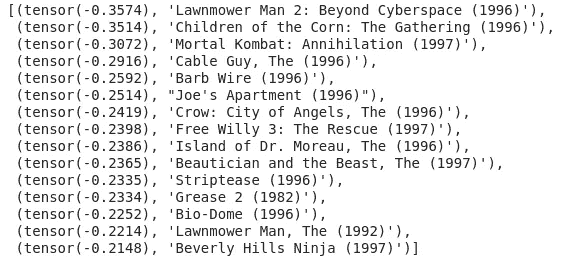 [(tensor(-0.3574), 'Lawnmower Man 2: Beyond Cyberspace (1996)'),
(tensor(-0.3514), 'Children of the Corn: The Gathering (1996)'),
(tensor(-0.3072), 'Mortal Kombat: Annihilation (1997)'),
(tensor(-0.2916), 'Cable Guy, The (1996)'),
(tensor(-0.2592), 'Barb Wire (1996)'),
(tensor(-0.2514), "Joe's Apartment (1996)"),
(tensor(-0.2419), 'Crow: City of Angels, The (1996)'),
(tensor(-0.2398), 'Free Willy 3: The Rescue (1997)'),
(tensor(-0.2386), 'Island of Dr. Moreau, The (1996)'),
(tensor(-0.2365), 'Beautician and the Beast, The (1997)'),
(tensor(-0.2335), 'Striptease (1996)'),
(tensor(-0.2334), 'Grease 2 (1982)'),
(tensor(-0.2252), 'Bio-Dome (1996)'),
(tensor(-0.2214), 'Lawnmower Man, The (1992)'),
(tensor(-0.2148), 'Beverly Hills Ninja (1997)')]